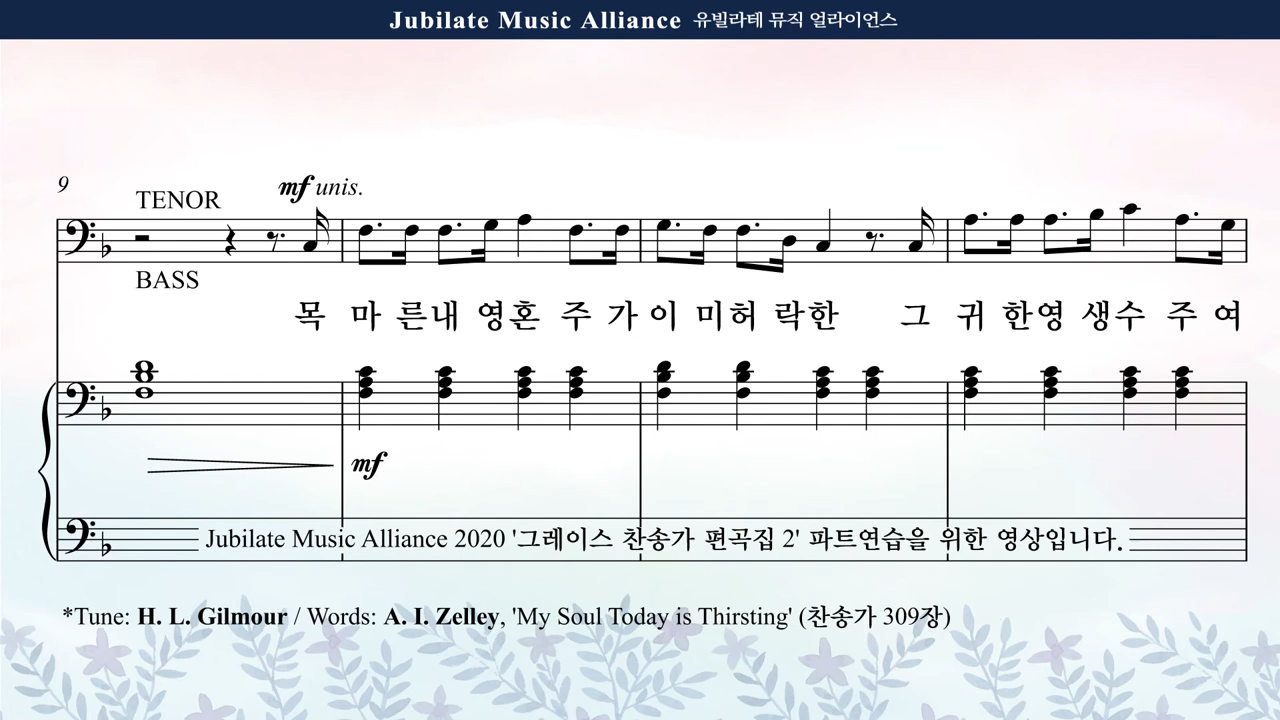 Jubilate Music Alliance 유빌라테 뮤직 얼라이언스
9
TENOR
mf unis.
BASS
목 마 른 내 영 혼 주 가 이 미 허 락 한 그 귀 한 영 생 수 주 여
mf
Jubilate Music Alliance 2020 '그레이스 찬송가 편곡집 2' 파트연습을 위한 영상입니다.
*Tune: H. L. Gilmour / Words: A. I. Zelley, 'My Soul Today is Thirsting' (찬송가 309장)